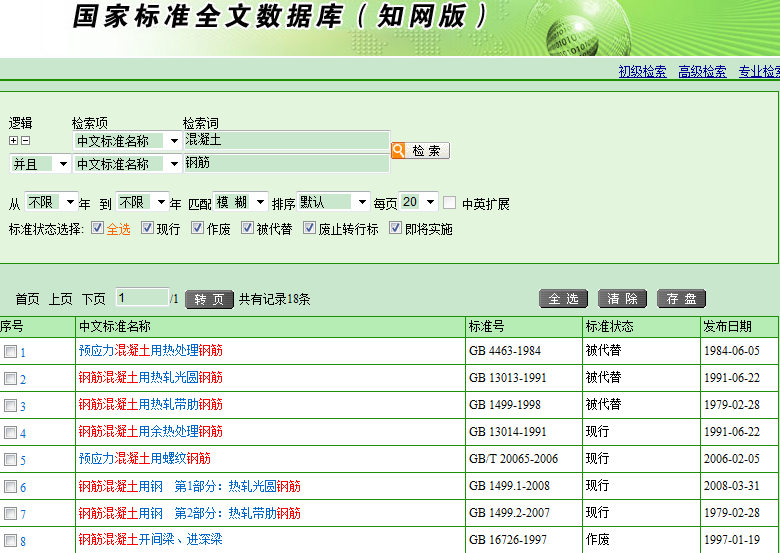 国家标准全文数据库（知网版）
初级检索 高级检索 专业检
逻辑 检索项 检索词
中文标准名称 混凝土
检 索
并且 中文标准名称 钢筋
从 不限 年 到 不限 年 匹配 模 糊 排序 默认 每页 20 中英扩展
标准状态选择: 全选 现行 作废 被代替 废止转行标 即将实施
首页 上页 下页 1 /1 转 页 共有记录18条 全 选 清 除 存 盘
序号 中文标准名称 标准号 标准状态 发布日期
1 预应力混凝土用热处理钢筋 GB 4463-1984 被代替 1984-06-05
2 钢筋混凝土用热轧光圆钢筋 GB 13013-1991 被代替 1991-06-22
3 钢筋混凝土用热轧带肋钢筋 GB 1499-1998 被代替 1979-02-28
4 钢筋混凝土用余热处理钢筋 GB 13014-1991 现行 1991-06-22
5 预应力混凝土用螺纹钢筋 GB/T 20065-2006 现行 2006-02-05
6 钢筋混凝土用钢 第1部分：热轧光圆钢筋 GB 1499.1-2008 现行 2008-03-31
7 钢筋混凝土用钢 第2部分：热轧带肋钢筋 GB 1499.2-2007 现行 1979-02-28
8 钢筋混凝土开间梁、进深梁 GB 16726-1997 作废 1997-01-19